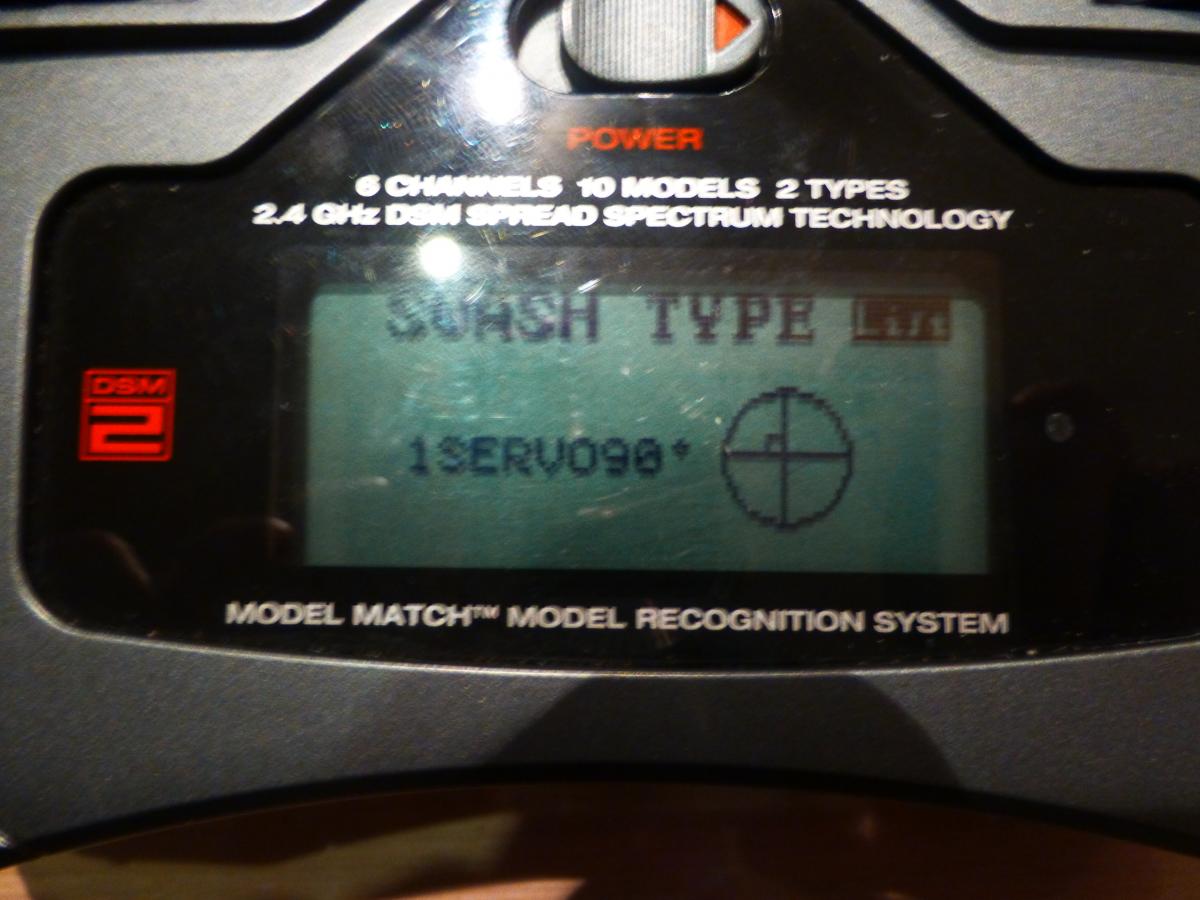 POWER
6 CHANNELS 10 MODELS 2 TYPES
2.4 GHz DSM SPREAD SPECTRUM TECHNOLOGY
SWASH TYPE List
DSM
2
1SERVO90°
MODEL MATCH™ MODEL RECOGNITION SYSTEM